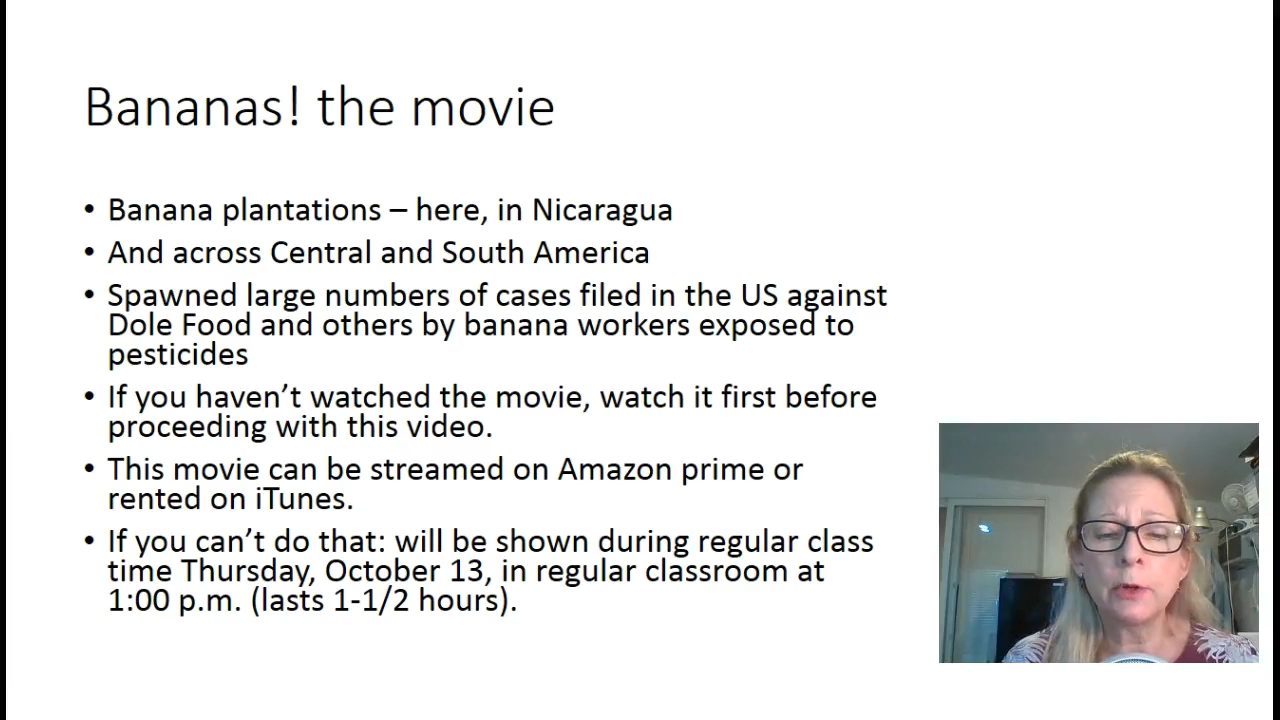 Bananas! the movie
• Banana plantations – here, in Nicaragua
• And across Central and South America
• Spawned large numbers of cases filed in the US against
Dole Food and others by banana workers exposed to
pesticides
• If you haven’t watched the movie, watch it first before
proceeding with this video.
• This movie can be streamed on Amazon prime or
rented on iTunes.
• If you can’t do that: will be shown during regular class
time Thursday, October 13, in regular classroom at
1:00 p.m. (lasts 1-1/2 hours).